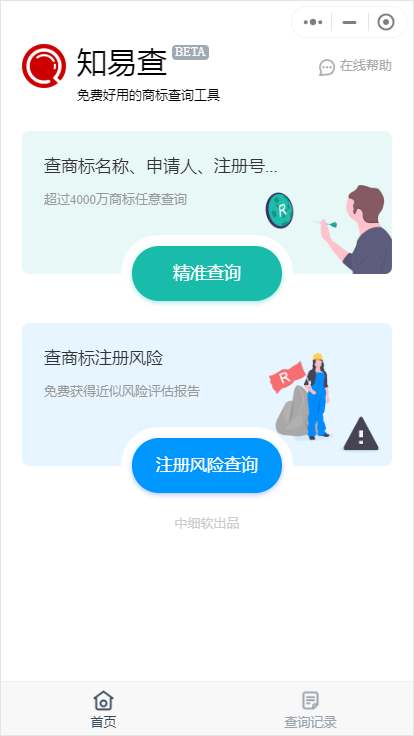 知易查 BETA
在线帮助
免费好用的商标查询工具
查商标名称、申请人、注册号...
超过4000万商标任意查询
R
精准查询
查商标注册风险
免费获得近似风险评估报告
R
!
注册风险查询
中细软出品
首页
查询记录